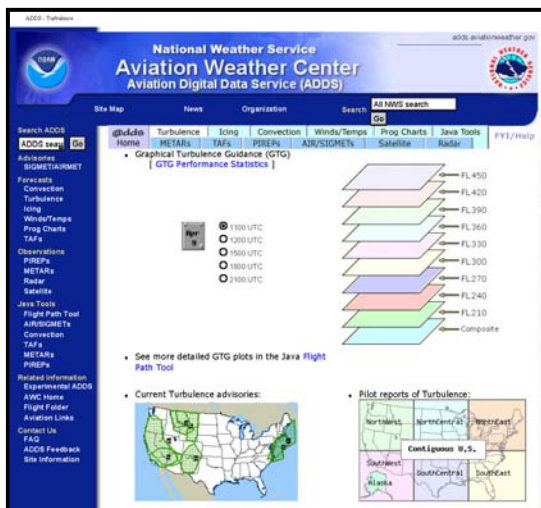 ADDS - Turbulence
adds.aviationweather.gov
National Weather Service
Aviation Weather Center
Aviation Digital Data Service (ADDS)
Site Map News Organization Search All NWS search
Go
Search ADDS
ADDS sear Go
Advisories
SIGMET/AIRMET
Forecasts
Convection
Turbulence
Icing
Winds/Temps
Prog Charts
TAFs
Observations
PIREPs
METARs
Radar
Satellite
Java Tools
Flight Path Tool
AIR/SIGMETs
Convection
TAFs
METARs
PIREPs
Related Information
Experimental ADDS
AWC Home
Flight Folder
Aviation Links
Contact Us
FAQ
ADDS Feedback
Site Information
@dds Turbulence Icing Convection Winds/Temps Prog Charts Java Tools
FYI/Help
Home METARs TAFs PIREPs AIR/SIGMETs Satellite Radar
• Graphical Turbulence Guidance (GTG)
[ GTG Performance Statistics ]
Apr
9
1100 UTC
1200 UTC
1500 UTC
1800 UTC
2100 UTC
FL450
FL420
FL390
FL360
FL330
FL300
FL270
FL240
FL210
Composite
• See more detailed GTG plots in the Java Flight
Path Tool
• Current Turbulence advisories:
• Pilot reports of Turbulence:
NorthWest NorthCentral NorthEast
Contiguous U.S.
SouthWest SouthCentral SouthEast
Alaska